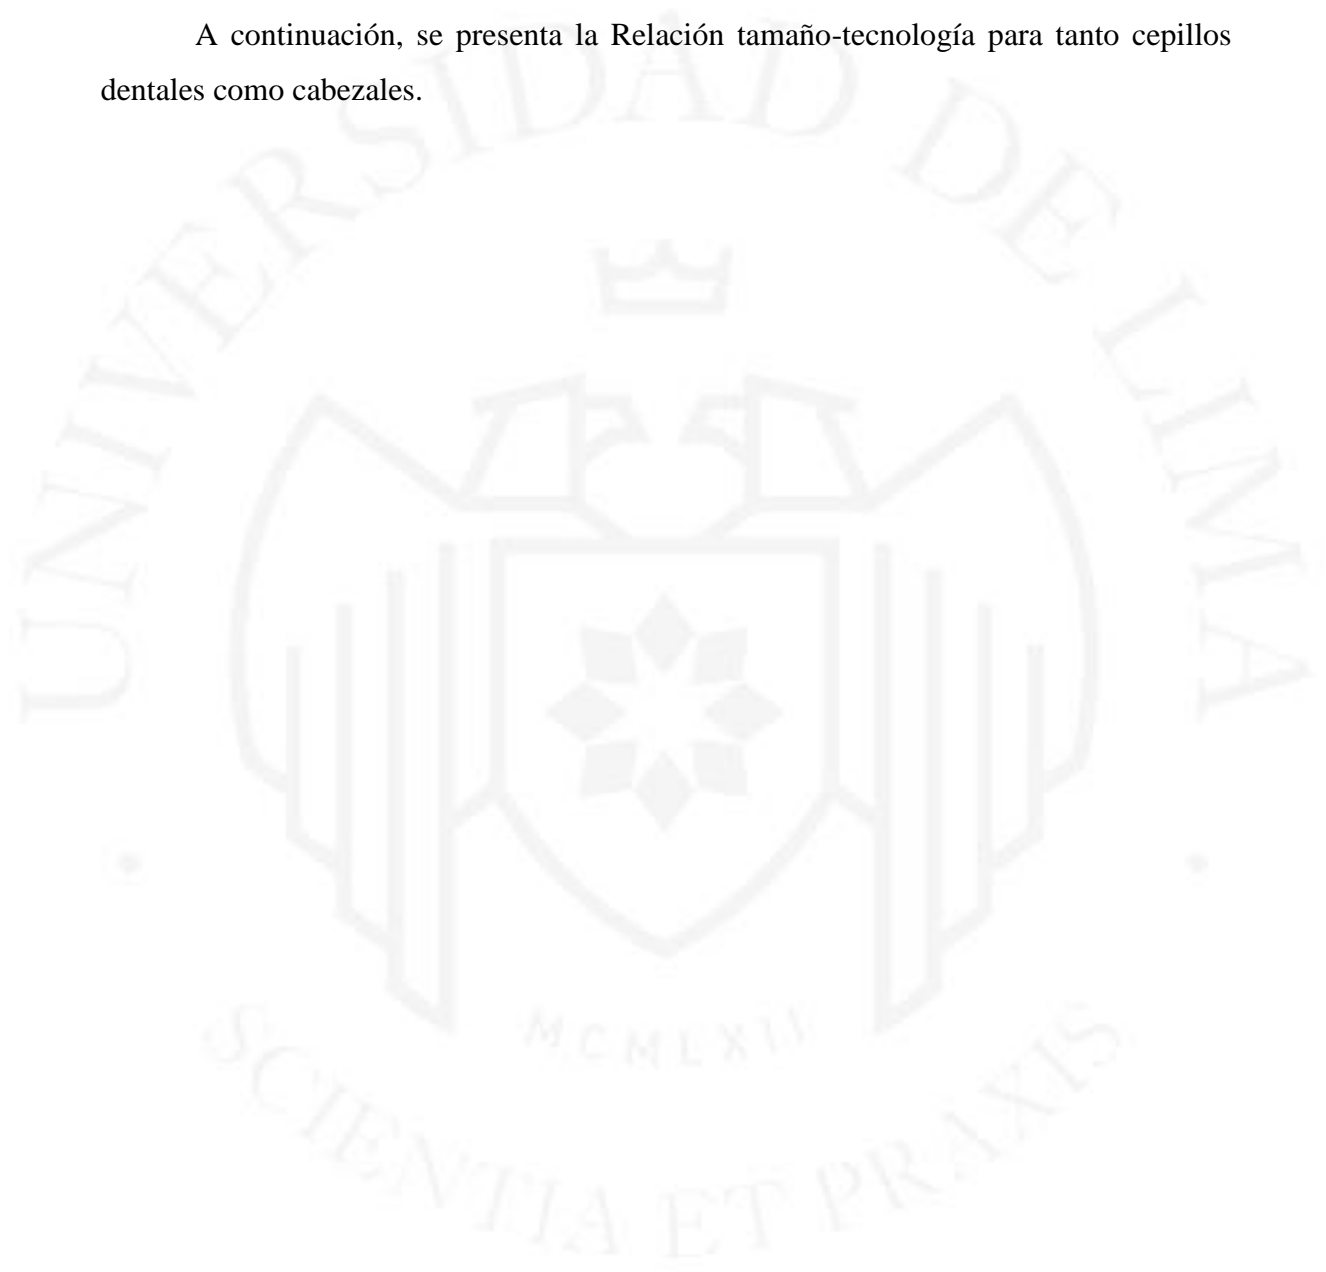 A continuación, se presenta la Relación tamaño-tecnología para tanto cepillos
dentales como cabezales.
UNIVERSIDAD DE LIMA
MCMLXII
SCIENTIA ET PRAXIS